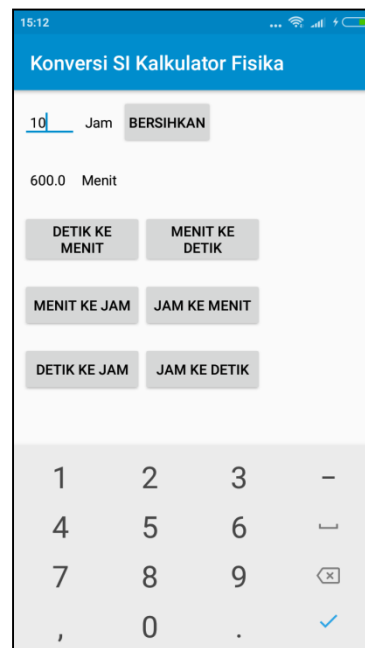 15:12
Konversi SI Kalkulator Fisika
10 Jam BERSIHKAN
600.0 Menit
DETIK KE MENIT
MENIT KE DETIK
MENIT KE JAM JAM KE MENIT
DETIK KE JAM JAM KE DETIK
1 2 3 -
4 5 6
7 8 9
, 0 .